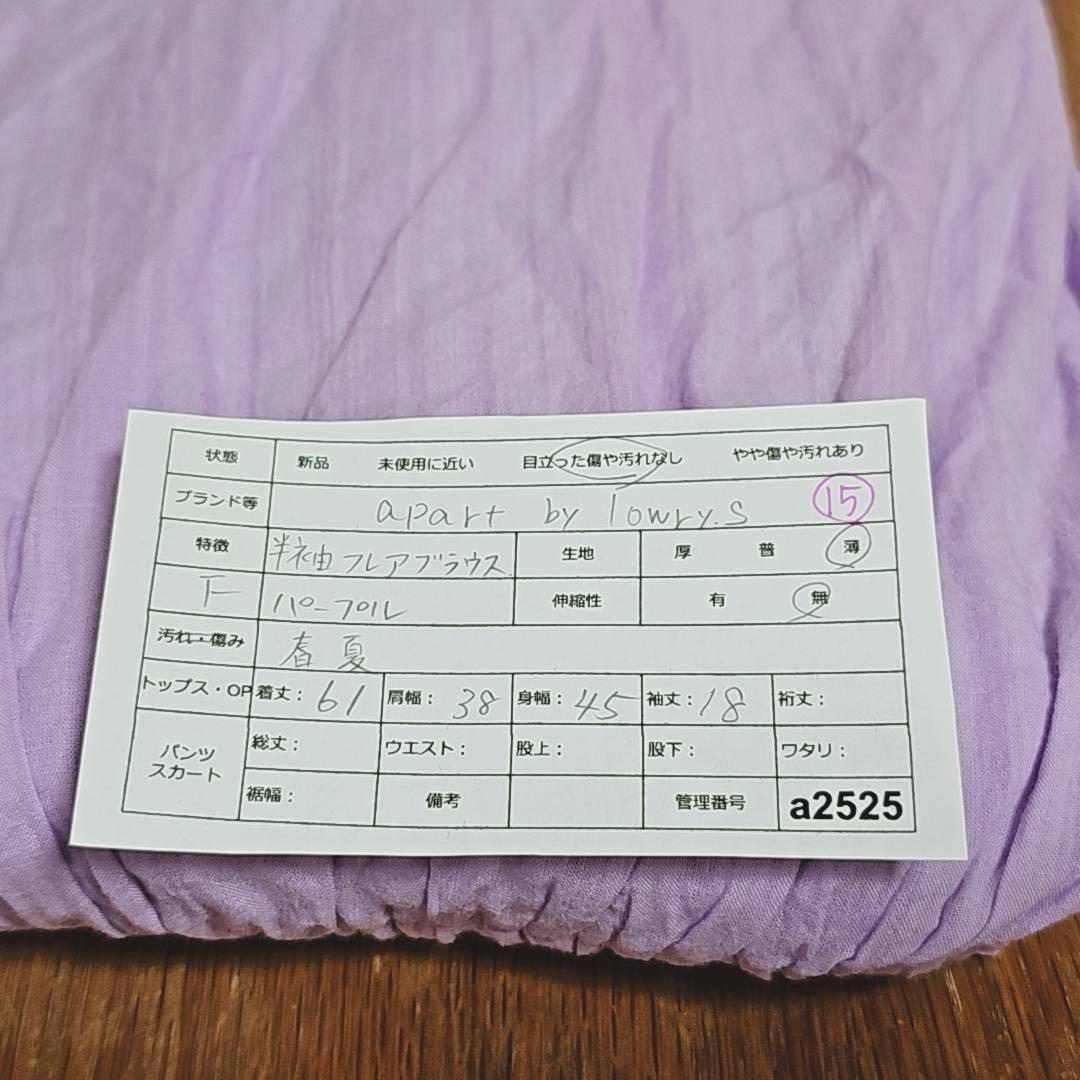 状態 新品 未使用に近い 目立った傷や汚れなし やや傷や汚れあり
ブランド等 apart by lowry.s 15
特徴 半袖フレアブラウス 生地 厚 普 薄
パープル 伸縮性 有 無
汚れ・傷み 春夏
トップス・OP 着丈：61 肩幅：38 身幅：45 袖丈：18 裄丈：
パンツ スカート 総丈： ウエスト： 股上： 股下： ワタリ：
裾幅： 備考 管理番号 a2525